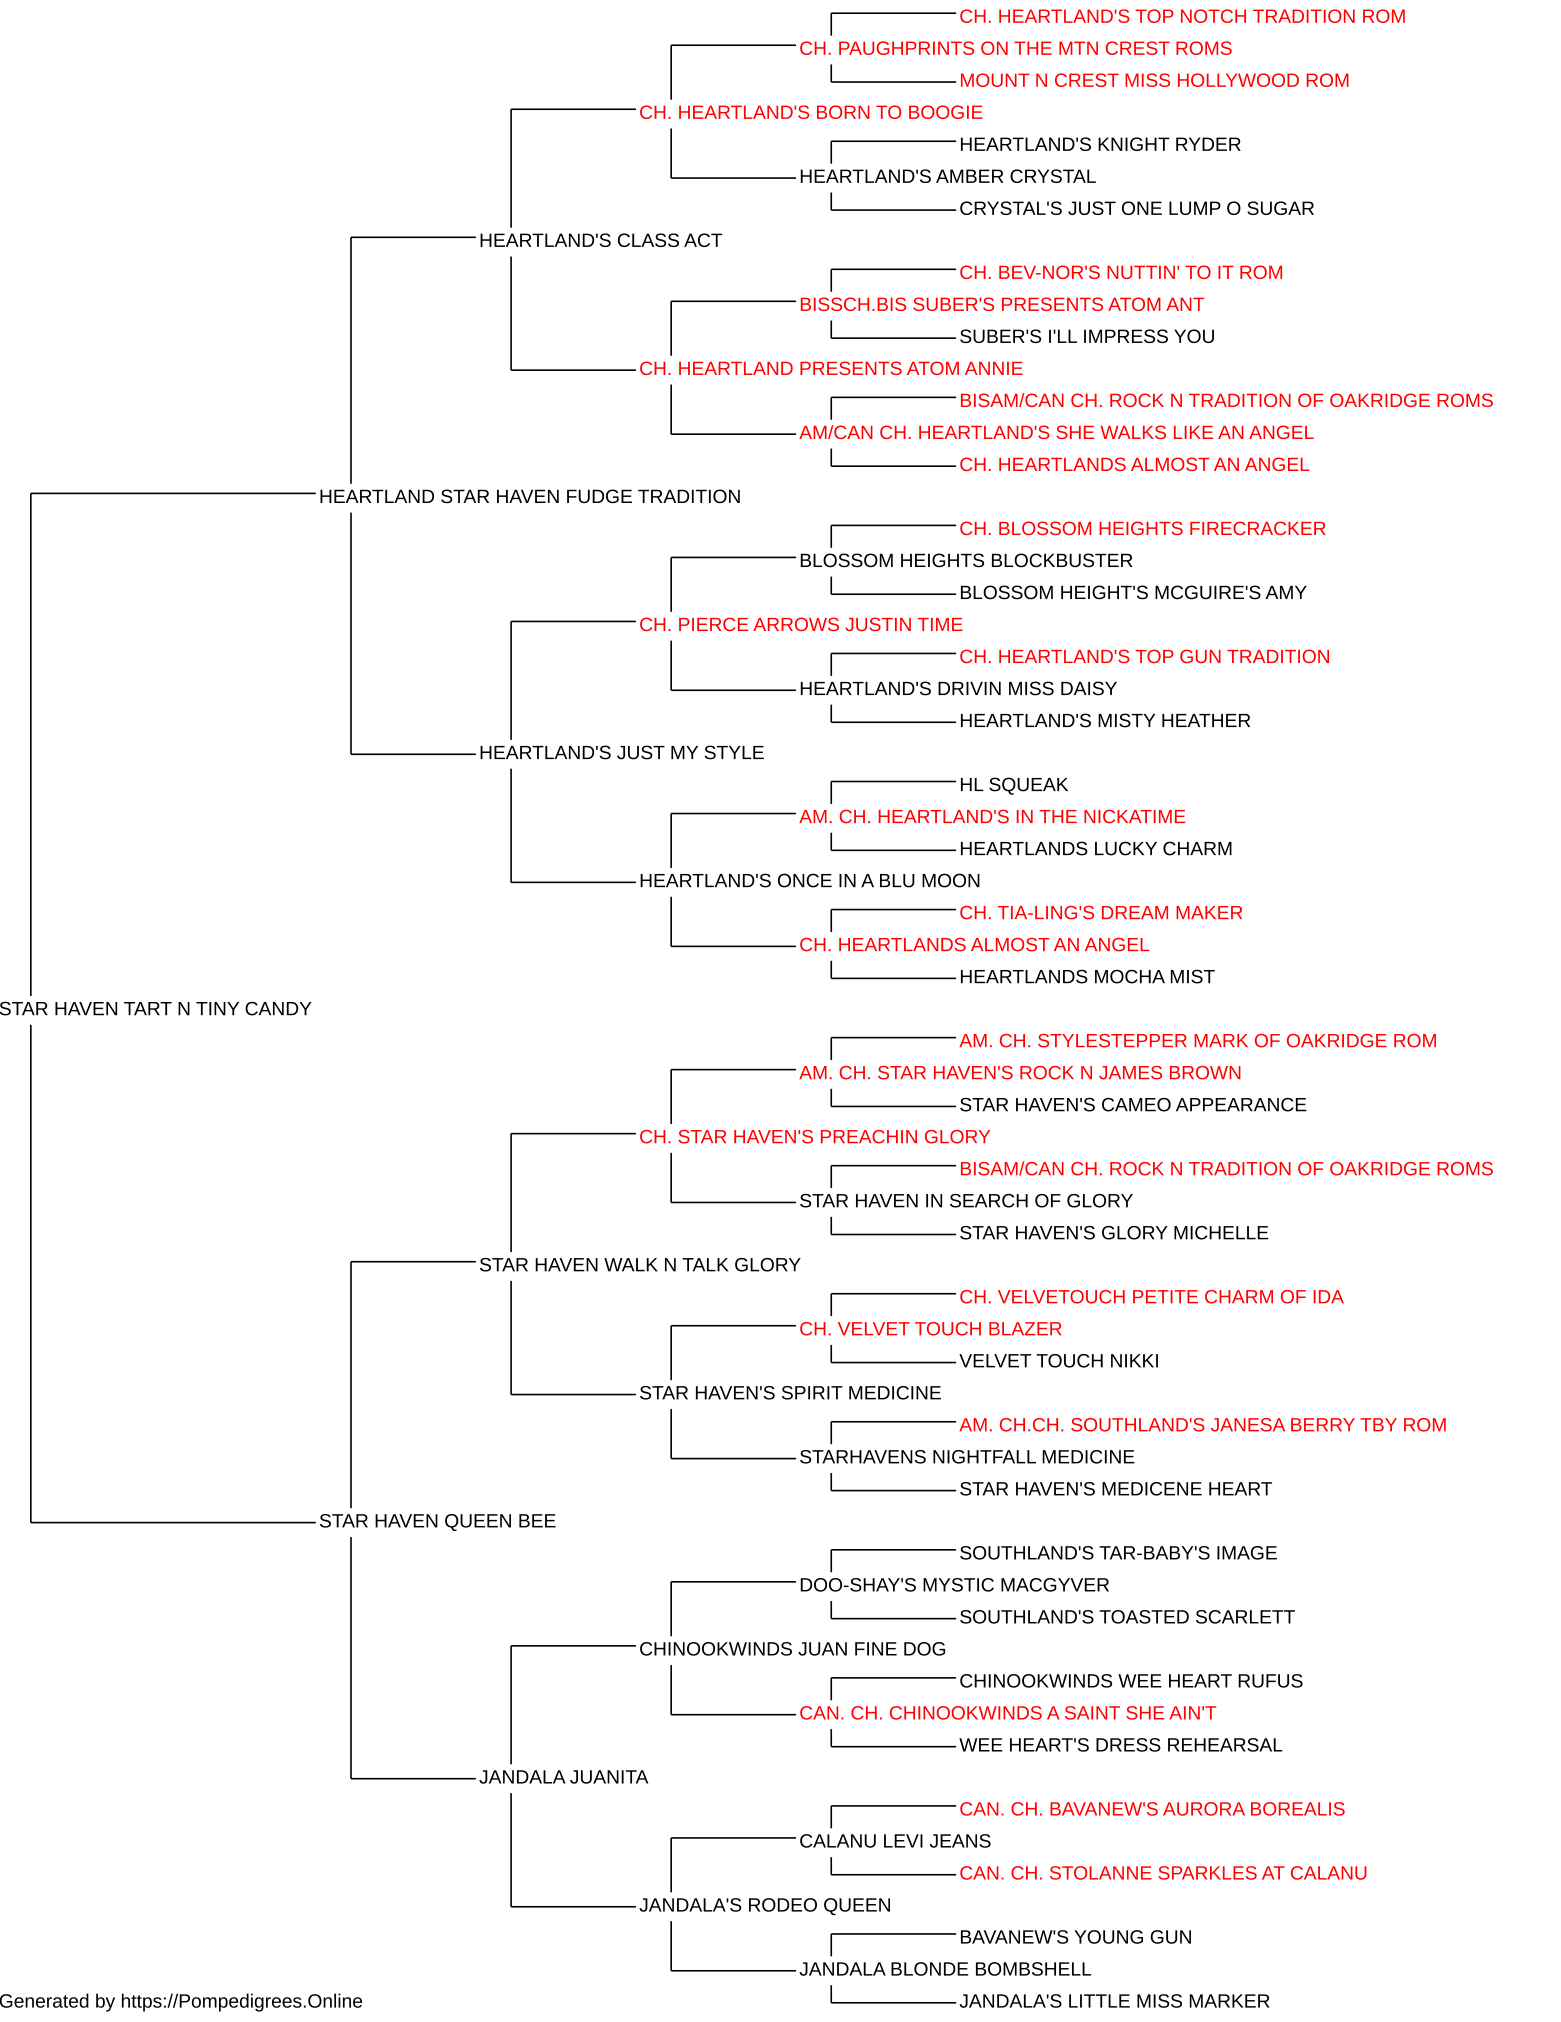 CH. HEARTLAND'S TOP NOTCH TRADITION ROM
CH. PAUGHPRINTS ON THE MTN CREST ROMS
MOUNT N CREST MISS HOLLYWOOD ROM
CH. HEARTLAND'S BORN TO BOOGIE
HEARTLAND'S KNIGHT RYDER
HEARTLAND'S AMBER CRYSTAL
CRYSTAL'S JUST ONE LUMP O SUGAR
HEARTLAND'S CLASS ACT
CH. BEV-NOR'S NUTTIN' TO IT ROM
BISSCH.BIS SUBER'S PRESENTS ATOM ANT
SUBER'S I'LL IMPRESS YOU
CH. HEARTLAND PRESENTS ATOM ANNIE
BISAM/CAN CH. ROCK N TRADITION OF OAKRIDGE ROMS
AM/CAN CH. HEARTLAND'S SHE WALKS LIKE AN ANGEL
CH. HEARTLANDS ALMOST AN ANGEL
HEARTLAND STAR HAVEN FUDGE TRADITION
CH. BLOSSOM HEIGHTS FIRECRACKER
BLOSSOM HEIGHTS BLOCKBUSTER
BLOSSOM HEIGHT'S MCGUIRE'S AMY
CH. PIERCE ARROWS JUSTIN TIME
CH. HEARTLAND'S TOP GUN TRADITION
HEARTLAND'S DRIVIN MISS DAISY
HEARTLAND'S MISTY HEATHER
HEARTLAND'S JUST MY STYLE
HL SQUEAK
AM. CH. HEARTLAND'S IN THE NICKATIME
HEARTLANDS LUCKY CHARM
HEARTLAND'S ONCE IN A BLU MOON
CH. TIA-LING'S DREAM MAKER
CH. HEARTLANDS ALMOST AN ANGEL
HEARTLANDS MOCHA MIST
STAR HAVEN TART N TINY CANDY
AM. CH. STYLESTEPPER MARK OF OAKRIDGE ROM
AM. CH. STAR HAVEN'S ROCK N JAMES BROWN
STAR HAVEN'S CAMEO APPEARANCE
CH. STAR HAVEN'S PREACHIN GLORY
BISAM/CAN CH. ROCK N TRADITION OF OAKRIDGE ROMS
STAR HAVEN IN SEARCH OF GLORY
STAR HAVEN'S GLORY MICHELLE
STAR HAVEN WALK N TALK GLORY
CH. VELVETOUCH PETITE CHARM OF IDA
CH. VELVET TOUCH BLAZER
VELVET TOUCH NIKKI
STAR HAVEN'S SPIRIT MEDICINE
AM. CH.CH. SOUTHLAND'S JANESA BERRY TBY ROM
STARHAVENS NIGHTFALL MEDICINE
STAR HAVEN'S MEDICENE HEART
STAR HAVEN QUEEN BEE
SOUTHLAND'S TAR-BABY'S IMAGE
DOO-SHAY'S MYSTIC MACGYVER
SOUTHLAND'S TOASTED SCARLETT
CHINOOKWINDS JUAN FINE DOG
CHINOOKWINDS WEE HEART RUFUS
CAN. CH. CHINOOKWINDS A SAINT SHE AIN'T
WEE HEART'S DRESS REHEARSAL
JANDALA JUANITA
CAN. CH. BAVANEW'S AURORA BOREALIS
CALANU LEVI JEANS
CAN. CH. STOLANNE SPARKLES AT CALANU
JANDALA'S RODEO QUEEN
BAVANEW'S YOUNG GUN
JANDALA BLONDE BOMBSHELL
JANDALA'S LITTLE MISS MARKER
Generated by https://Pompedigrees.Online